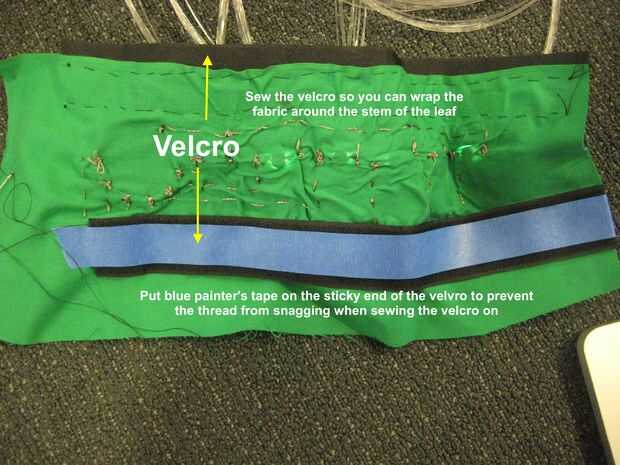 Sew the velcro so you can wrap the
fabric around the stem of the leaf
Velcro
Put blue painter's tape on the sticky end of the velvro to prevent
the thread from snagging when sewing the velcro on